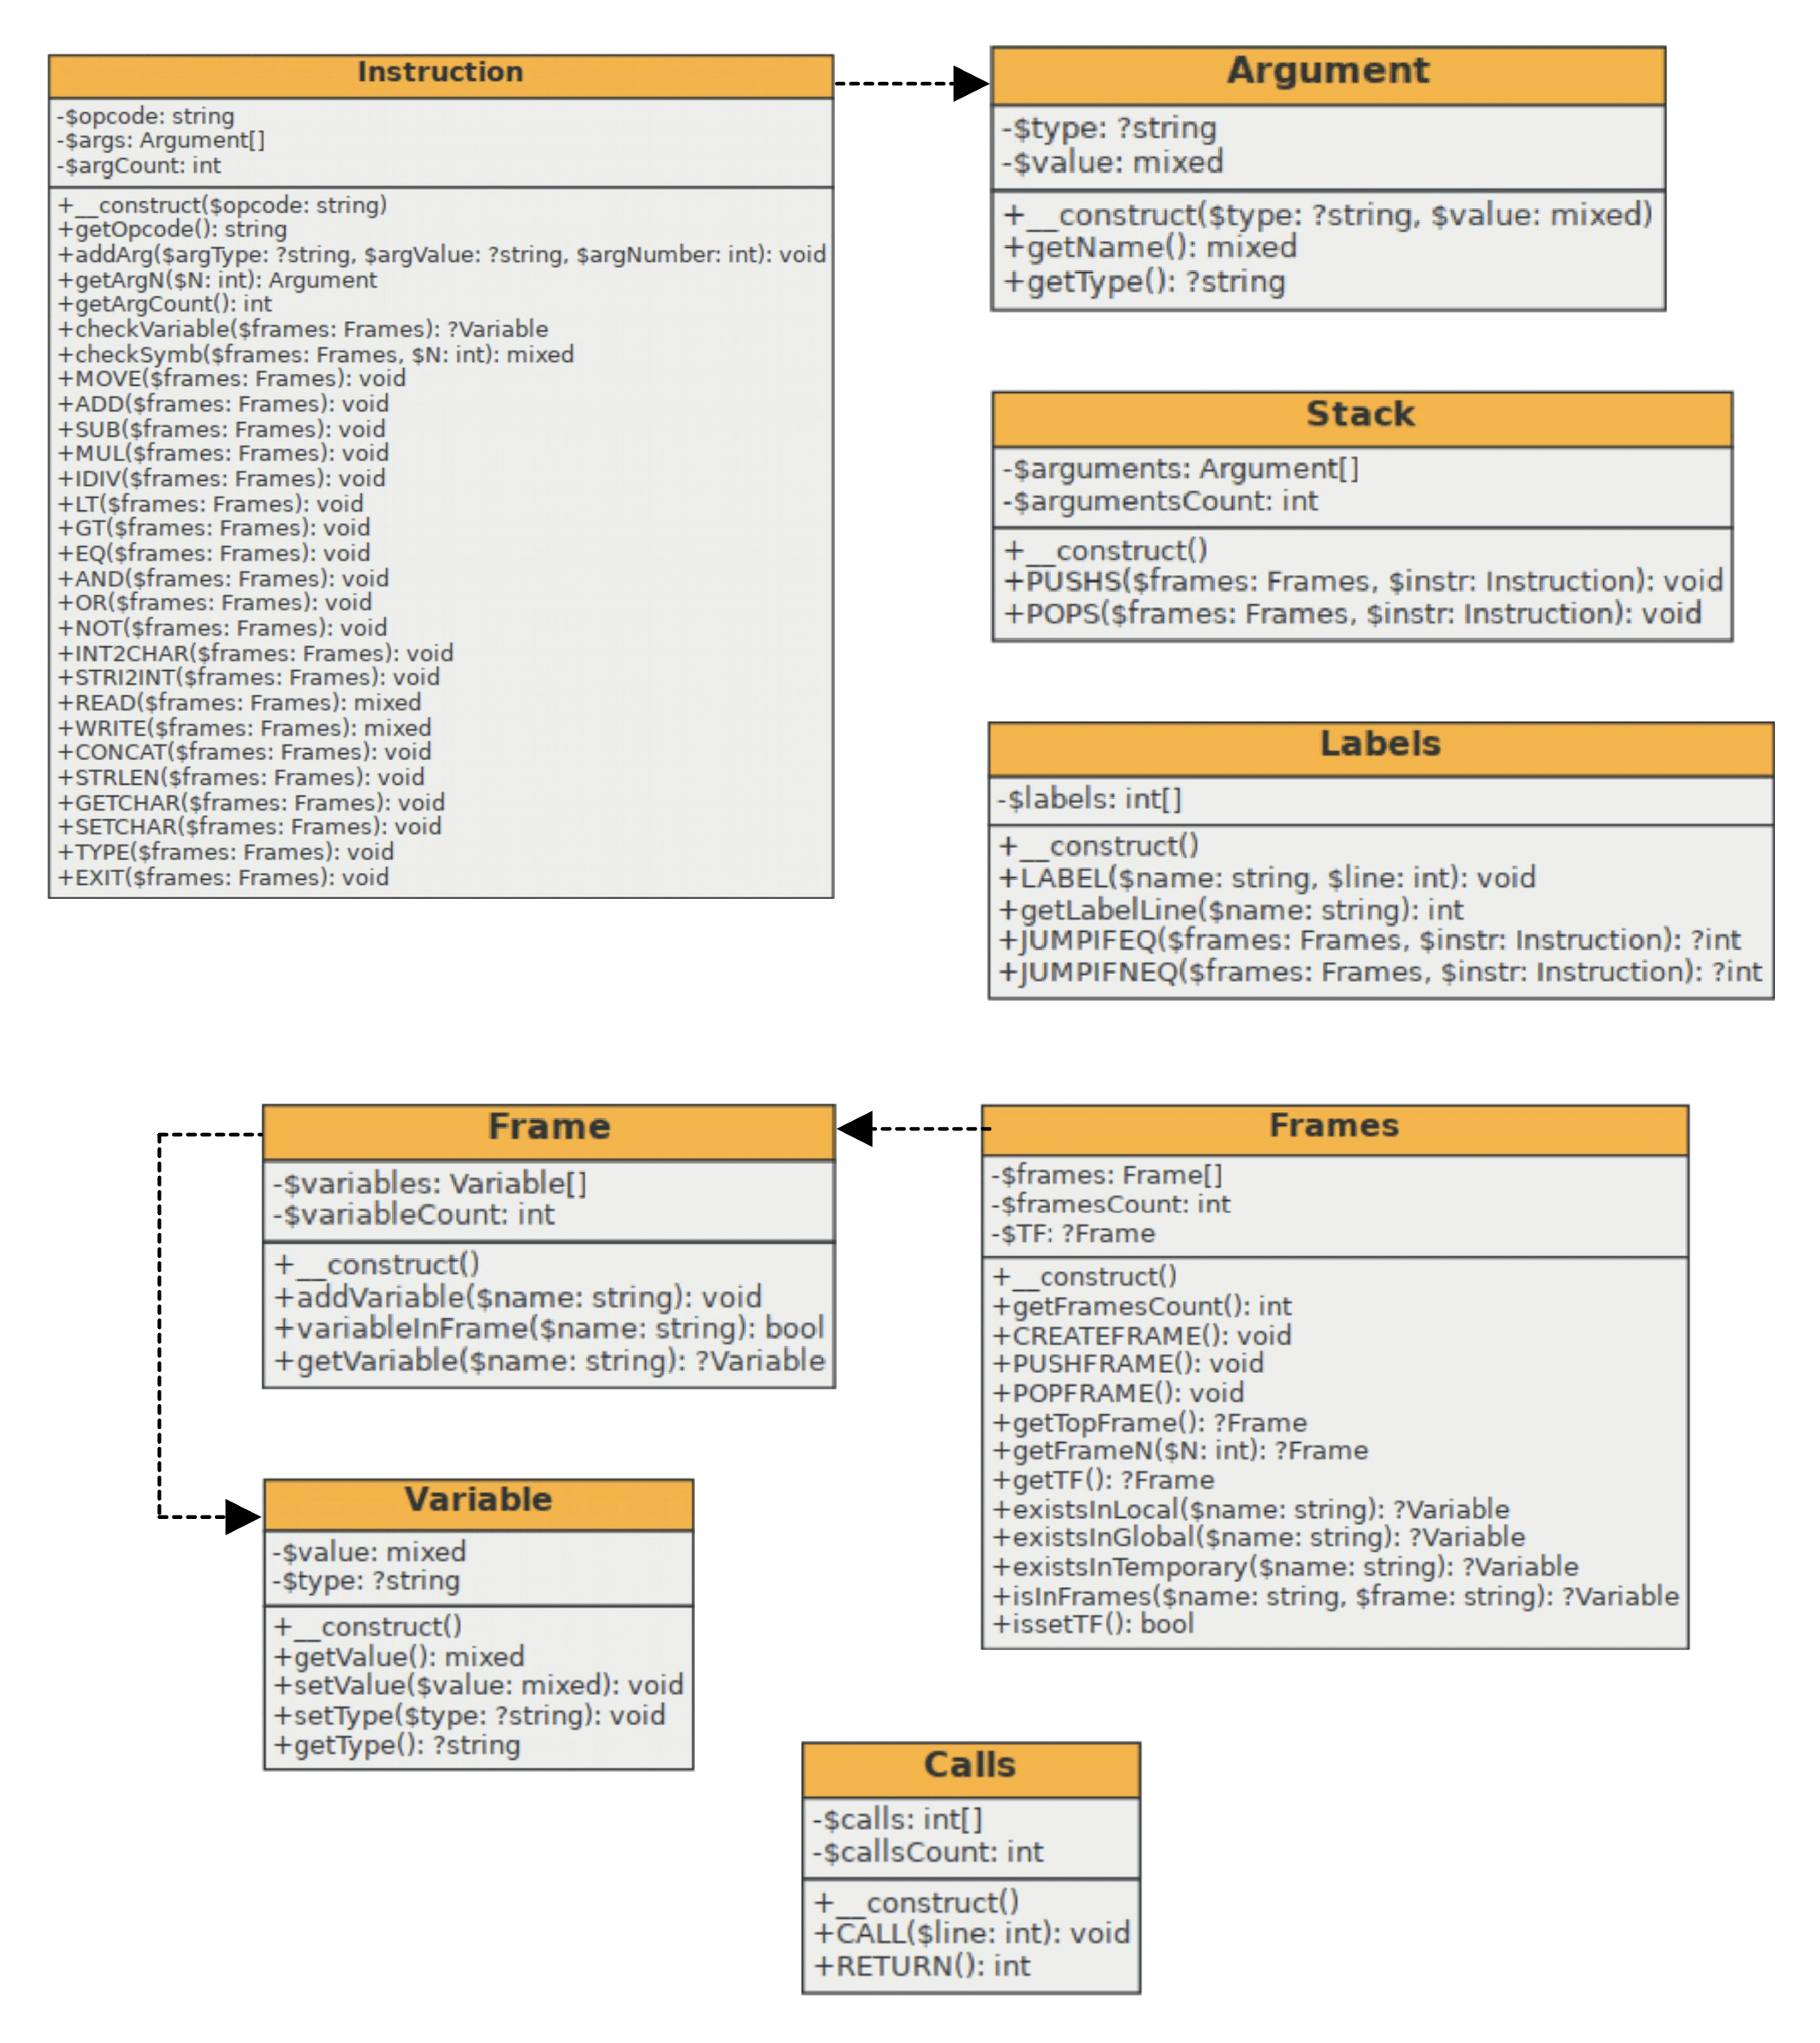 Instruction
-$opcode: string
-$args: Argument[]
-$argCount: int
+__construct($opcode: string)
+getOpcode(): string
+addArg($argType: ?string, $argValue: ?string, $argNumber: int): void
+getArgN($N: int): Argument
+getArgCount(): int
+checkVariable($frames: Frames): ?Variable
+checkSymb($frames: Frames, $N: int): mixed
+MOVE($frames: Frames): void
+ADD($frames: Frames): void
+SUB($frames: Frames): void
+MUL($frames: Frames): void
+IDIV($frames: Frames): void
+LT($frames: Frames): void
+GT($frames: Frames): void
+EQ($frames: Frames): void
+AND($frames: Frames): void
+OR($frames: Frames): void
+NOT($frames: Frames): void
+INT2CHAR($frames: Frames): void
+STRI2INT($frames: Frames): void
+READ($frames: Frames): mixed
+WRITE($frames: Frames): mixed
+CONCAT($frames: Frames): void
+STRLEN($frames: Frames): void
+GETCHAR($frames: Frames): void
+SETCHAR($frames: Frames): void
+TYPE($frames: Frames): void
+EXIT($frames: Frames): void
Argument
-$type: ?string
-$value: mixed
+__construct($type: ?string, $value: mixed)
+getName(): mixed
+getType(): ?string
Stack
-$arguments: Argument[]
-$argumentsCount: int
+__construct()
+PUSHS($frames: Frames, $instr: Instruction): void
+POPS($frames: Frames, $instr: Instruction): void
Labels
-$labels: int[]
+__construct()
+LABEL($name: string, $line: int): void
+getLabelLine($name: string): int
+JUMPIFEQ($frames: Frames, $instr: Instruction): ?int
+JUMPIFNEQ($frames: Frames, $instr: Instruction): ?int
Frame
-$variables: Variable[]
-$variableCount: int
+__construct()
+addVariable($name: string): void
+variableInFrame($name: string): bool
+getVariable($name: string): ?Variable
Frames
-$frames: Frame[]
-$framesCount: int
-$TF: ?Frame
+__construct()
+getFramesCount(): int
+CREATEFRAME(): void
+PUSHFRAME(): void
+POPFRAME(): void
+getTopFrame(): ?Frame
+getFrameN($N: int): ?Frame
+getTF(): ?Frame
+existsInLocal($name: string): ?Variable
+existsInGlobal($name: string): ?Variable
+existsInTemporary($name: string): ?Variable
+isInFrames($name: string, $frame: string): ?Variable
+issetTF(): bool
Variable
-$value: mixed
-$type: ?string
+__construct()
+getValue(): mixed
+setValue($value: mixed): void
+setType($type: ?string): void
+getType(): ?string
Calls
-$calls: int[]
-$callsCount: int
+__construct()
+CALL($line: int): void
+RETURN(): int